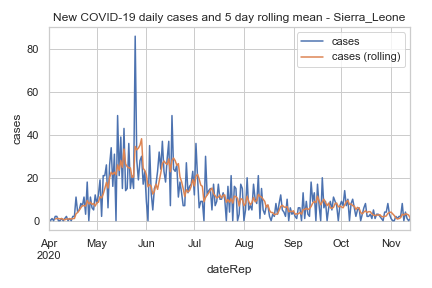 New COVID-19 daily cases and 5 day rolling mean - Sierra_Leone
cases
cases (rolling)
80
60
40
20
0
cases
Apr
2020
May
Jun
Jul
Aug
Sep
Oct
Nov
dateRep